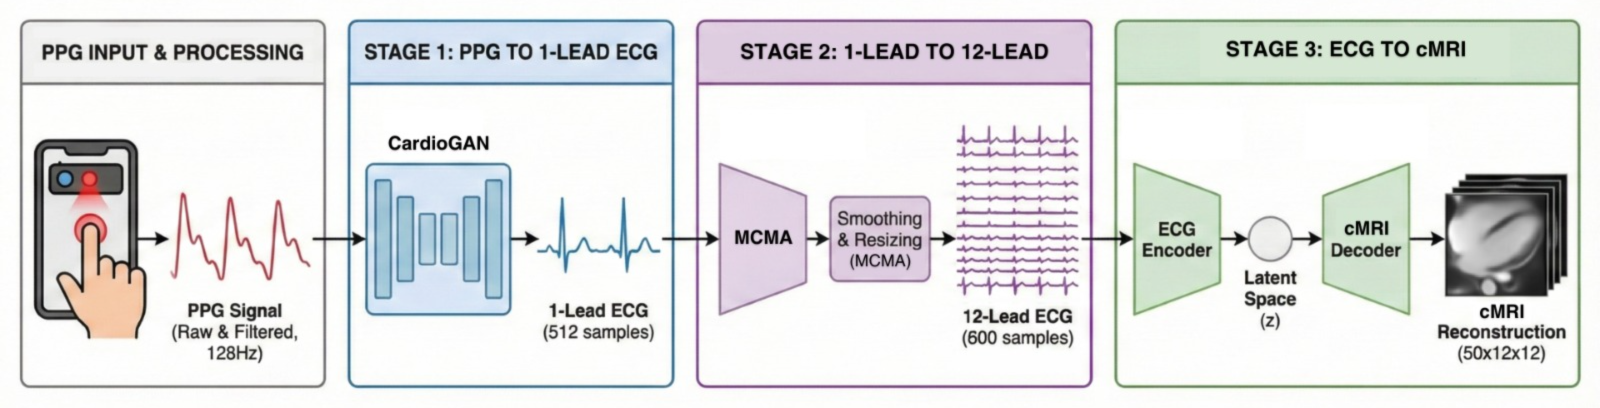 PPG INPUT & PROCESSING
PPG Signal
(Raw & Filtered,
128Hz)
STAGE 1: PPG TO 1-LEAD ECG
CardioGAN
1-Lead ECG
(512 samples)
STAGE 2: 1-LEAD TO 12-LEAD
MCMA
Smoothing
& Resizing
(MCMA)
12-Lead ECG
(600 samples)
STAGE 3: ECG TO cMRI
ECG
Encoder
Latent
Space
(z)
cMRI
Decoder
cMRI
Reconstruction
(50x12x12)